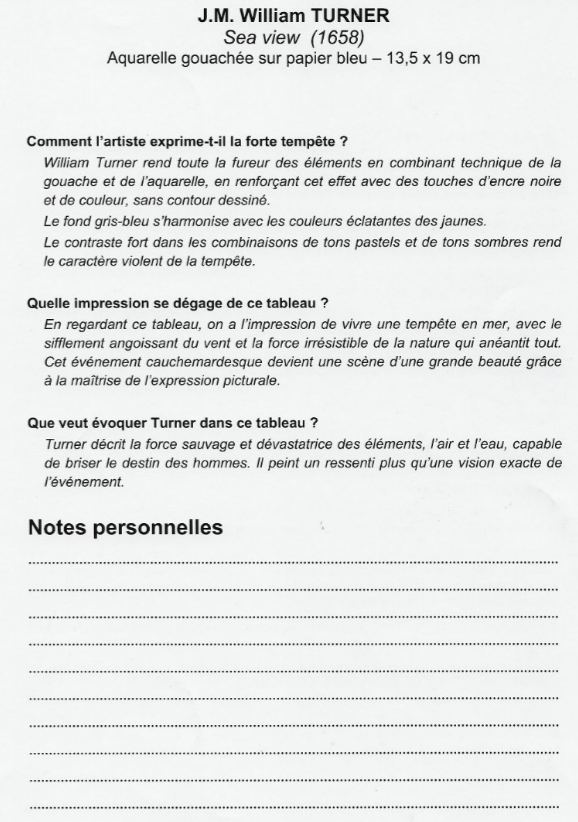 J.M. William TURNER
Sea view (1658)
Aquarelle gouachée sur papier bleu – 13,5 x 19 cm
Comment l'artiste exprime-t-il la forte tempête ?
William Turner rend toute la fureur des éléments en combinant technique de la
gouache et de l'aquarelle, en renforçant cet effet avec des touches d'encre noire
et de couleur, sans contour dessiné.
Le fond gris-bleu s'harmonise avec les couleurs éclatantes des jaunes.
Le contraste fort dans les combinaisons de tons pastels et de tons sombres rend
le caractère violent de la tempête.
Quelle impression se dégage de ce tableau ?
En regardant ce tableau, on a l'impression de vivre une tempête en mer, avec le
sifflement angoissant du vent et la force irrésistible de la nature qui anéantit tout.
Cet événement cauchemardesque devient une scène d'une grande beauté grâce
à la maîtrise de l'expression picturale.
Que veut évoquer Turner dans ce tableau ?
Turner décrit la force sauvage et dévastatrice des éléments, l'air et l'eau, capable
de briser le destin des hommes. Il peint un ressenti plus qu'une vision exacte de
l'événement.
Notes personnelles